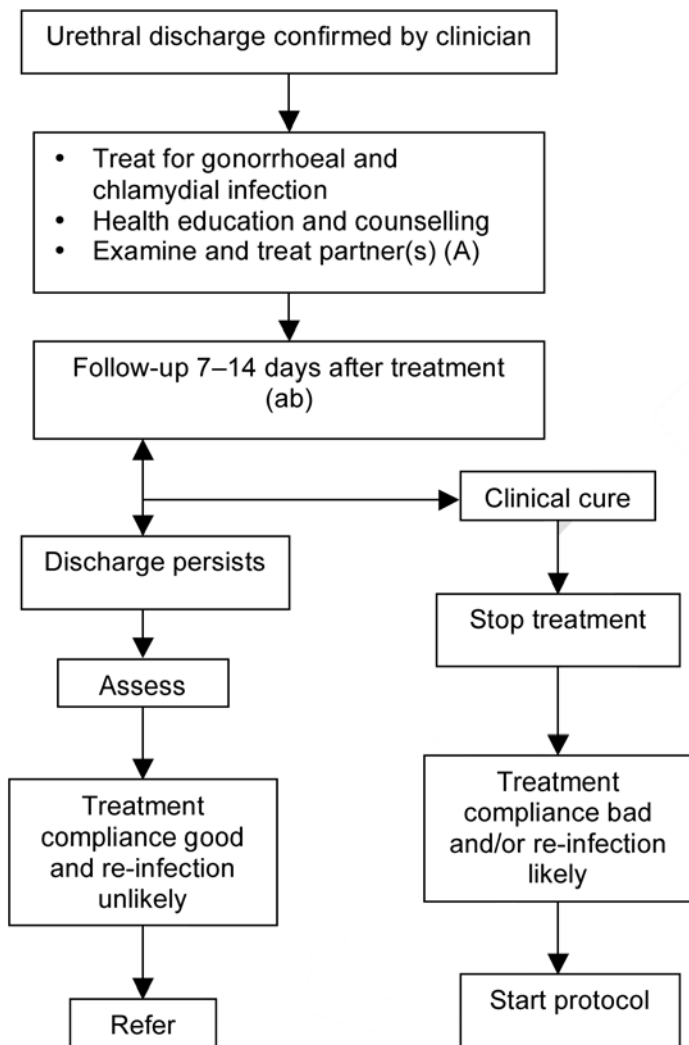 Urethral discharge confirmed by clinician
• Treat for gonorrhoeal and
chlamydial infection
• Health education and counselling
• Examine and treat partner(s) (A)
Follow-up 7–14 days after treatment
(ab)
Clinical cure
Discharge persists
Stop treatment
Assess
Treatment
compliance good
and re-infection
unlikely
Treatment
compliance bad
and/or re-infection
likely
Refer
Start protocol